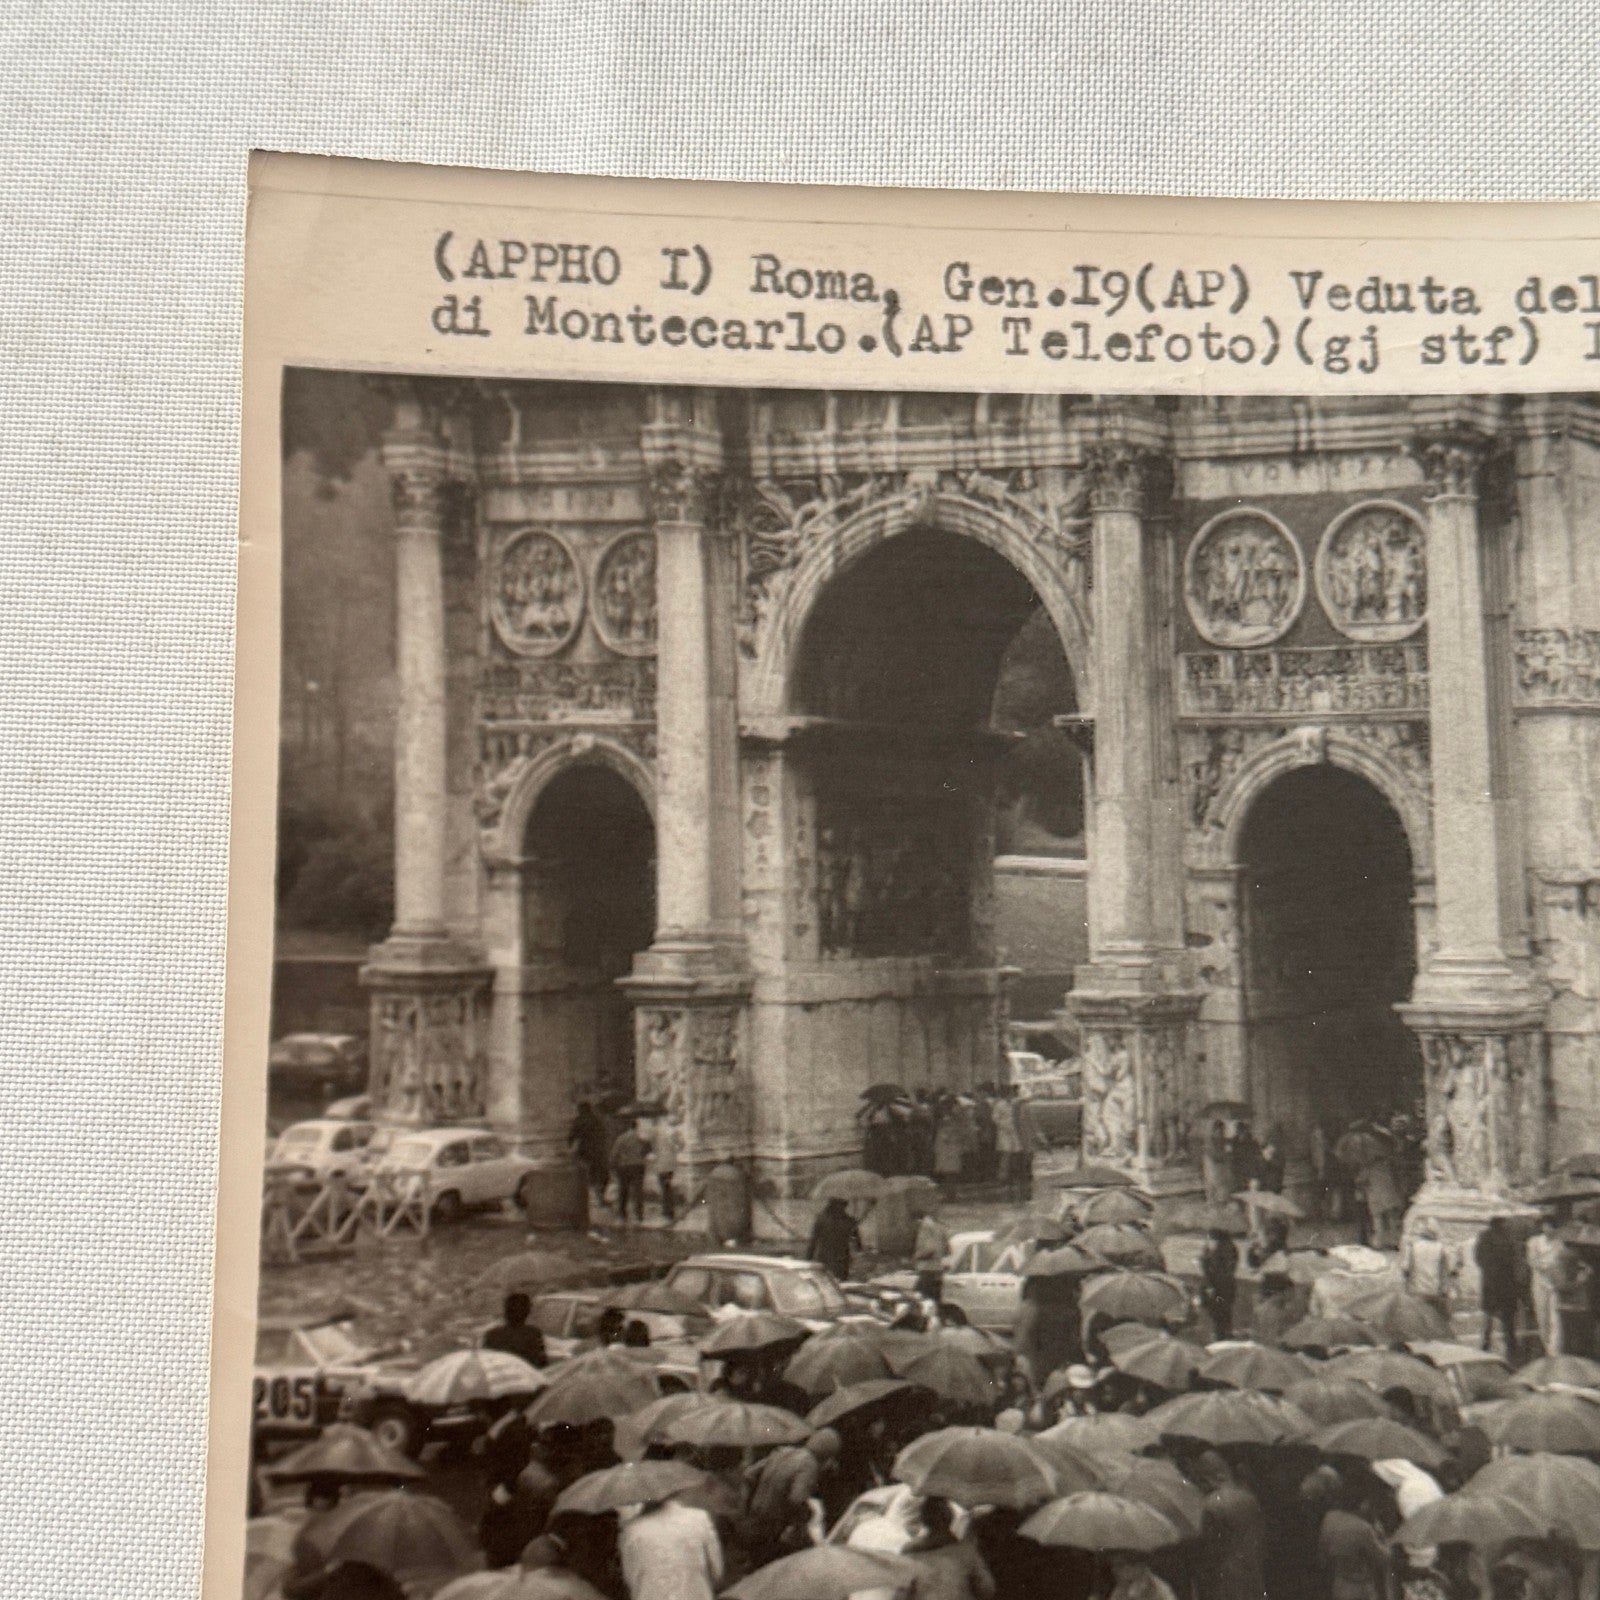 (APPHO I) Roma, Gen.I9(AP) Veduta del
di Montecarlo.(AP Telefoto)(gj stf) I
205